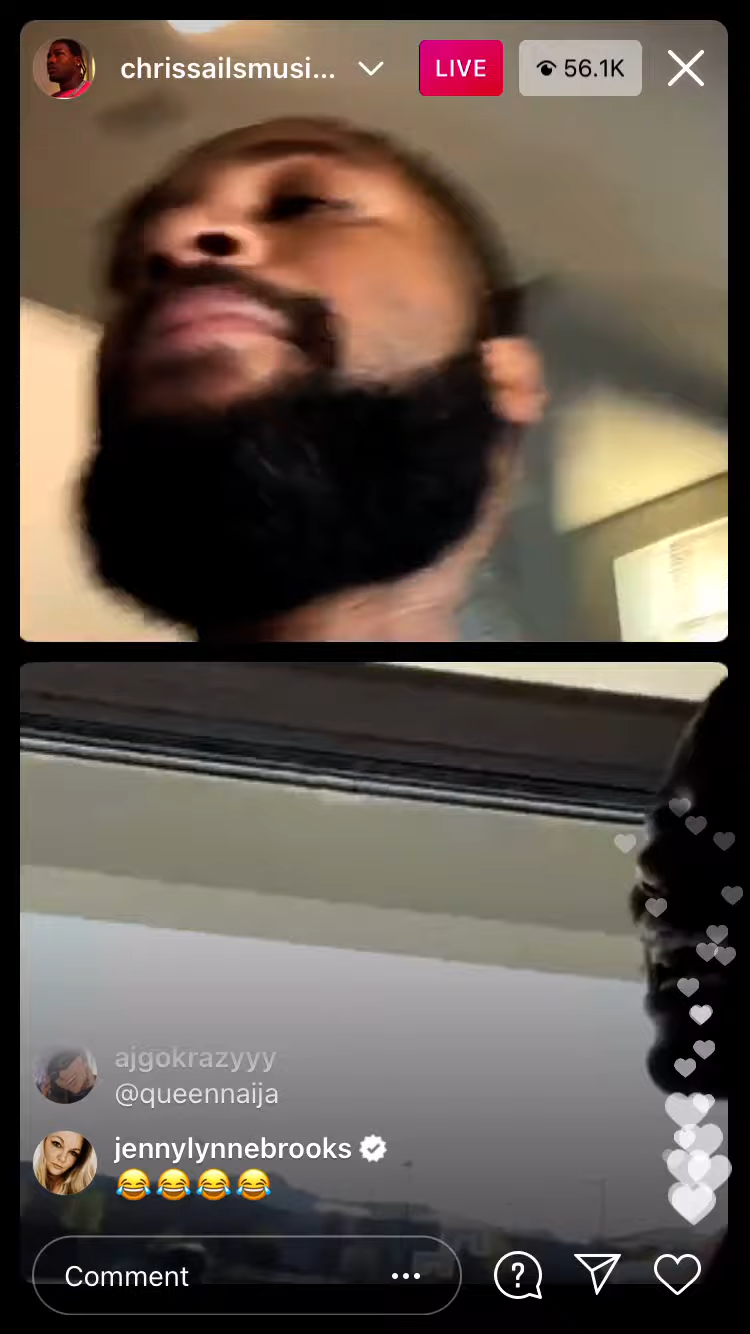 chrissailsmusi...
LIVE
56.1K
ajgokrazyyy
@queennaija
jennylynnebrooks
😂😂😂😂
Comment